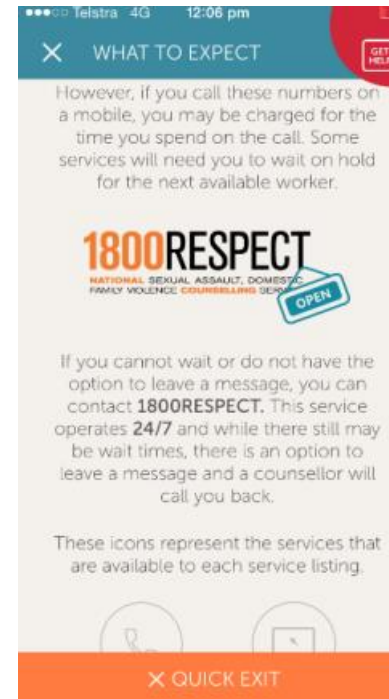 Telstra 4G 12:06 pm
WHAT TO EXPECT
GET
HELP
However, if you call these numbers on
a mobile, you may be charged for the
time you spend on the call. Some
services will need you to wait on hold
for the next available worker.
1800RESPECT
NATIONAL SEXUAL ASSAULT, DOMESTIC
FAMILY VIOLENCE COUNSELLING
OPEN
If you cannot wait or do not have the
option to leave a message, you can
contact 1800RESPECT. This service
operates 24/7 and while there still may
be wait times, there is an option to
leave a message and a counsellor will
call you back.
These icons represent the services that
are available to each service listing.
QUICK EXIT